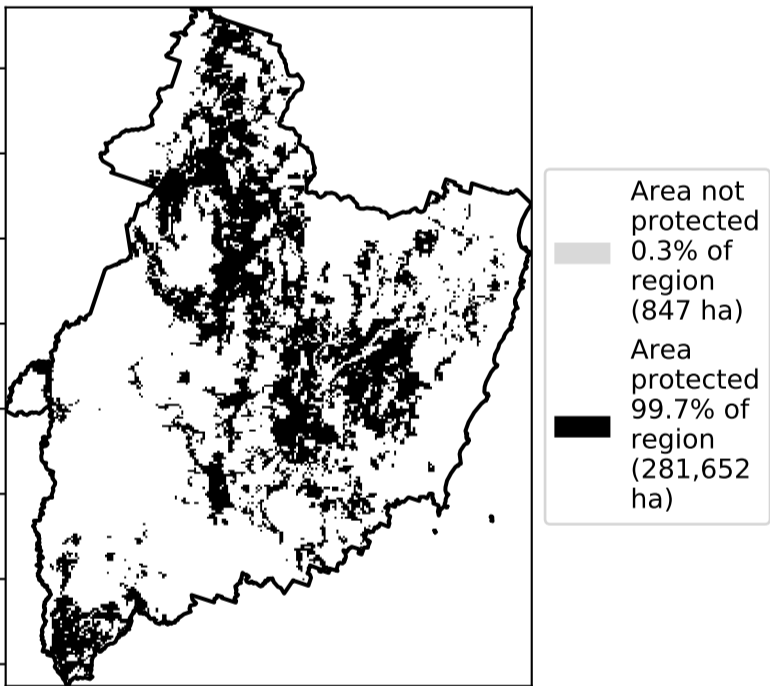 Area not
protected
0.3% of
region
(847 ha)
Area
protected
99.7% of
region
(281,652
ha)